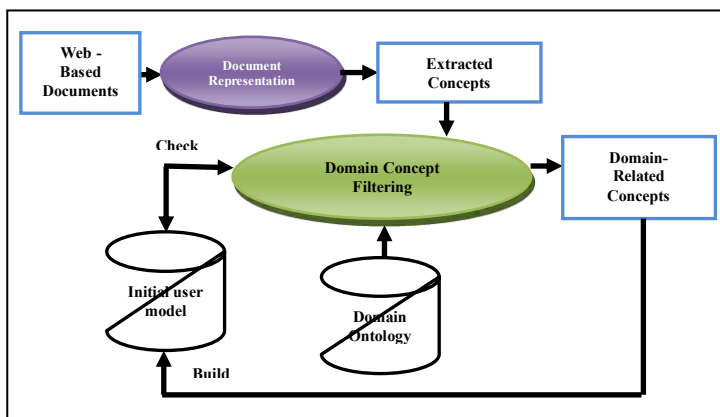 Web -
Based
Documents
Document
Representation
Extracted
Concepts
Check
Domain Concept
Filtering
Domain-
Related
Concepts
Initial user
model
Domain
Ontology
Build